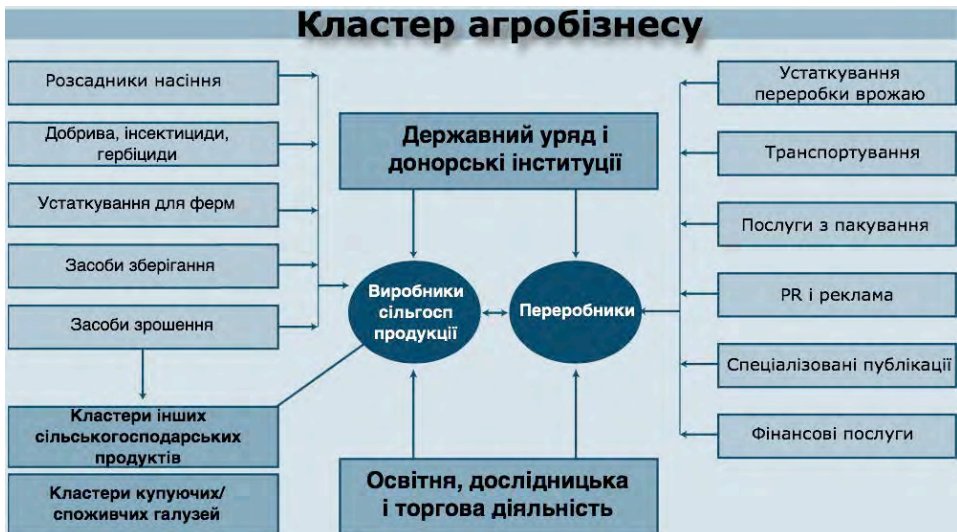 Кластер агробізнесу
Розсадники насіння
Добрива, інсектициди,
гербіциди
Устаткування для ферм
Засоби зберігання
Засоби зрошення
Кластери інших
сільськогосподарських
продуктів
Кластери купуючих/
споживчих галузей
Державний уряд і
донорські інституції
Виробники
сільгосп
продукції
Переробники
Освітня, дослідницька
і торгова діяльність
Устаткування
переробки врожаю
Транспортування
Послуги з пакування
PR і реклама
Спеціалізовані публікації
Фінансові послуги